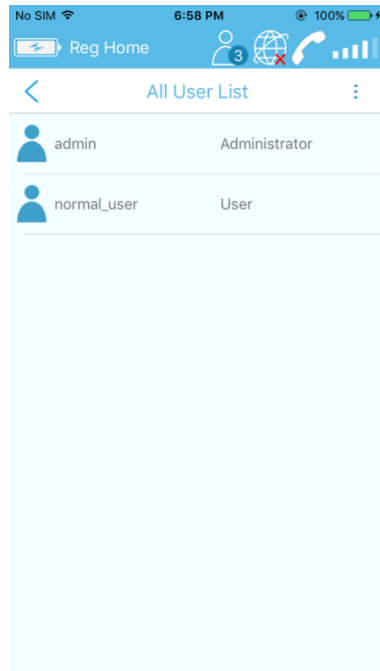 No SIM 6:58 PM 100%
Reg Home 3
All User List
admin Administrator
normal_user User